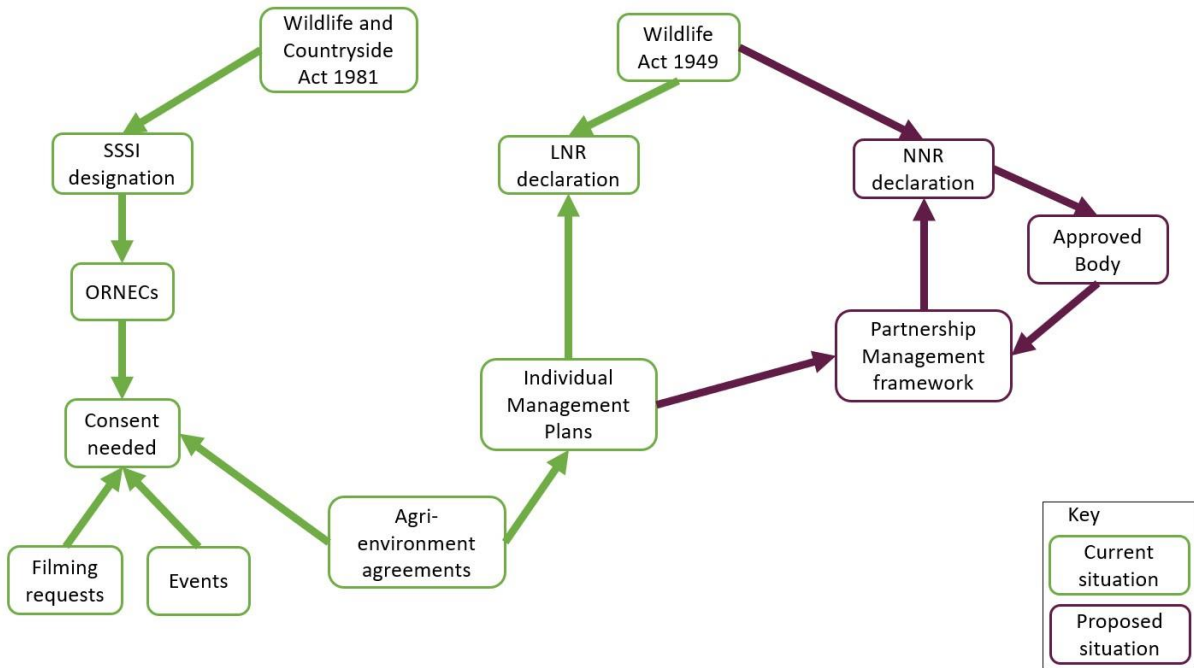 Wildlife and
Countryside
Act 1981
Wildlife
Act 1949
SSSI
designation
LNR
declaration
NNR
declaration
Approved
Body
ORNECs
Partnership
Management
framework
Individual
Management
Plans
Consent
needed
Agri-
environment
agreements
Filming
requests
Events
Key
Current
situation
Proposed
situation